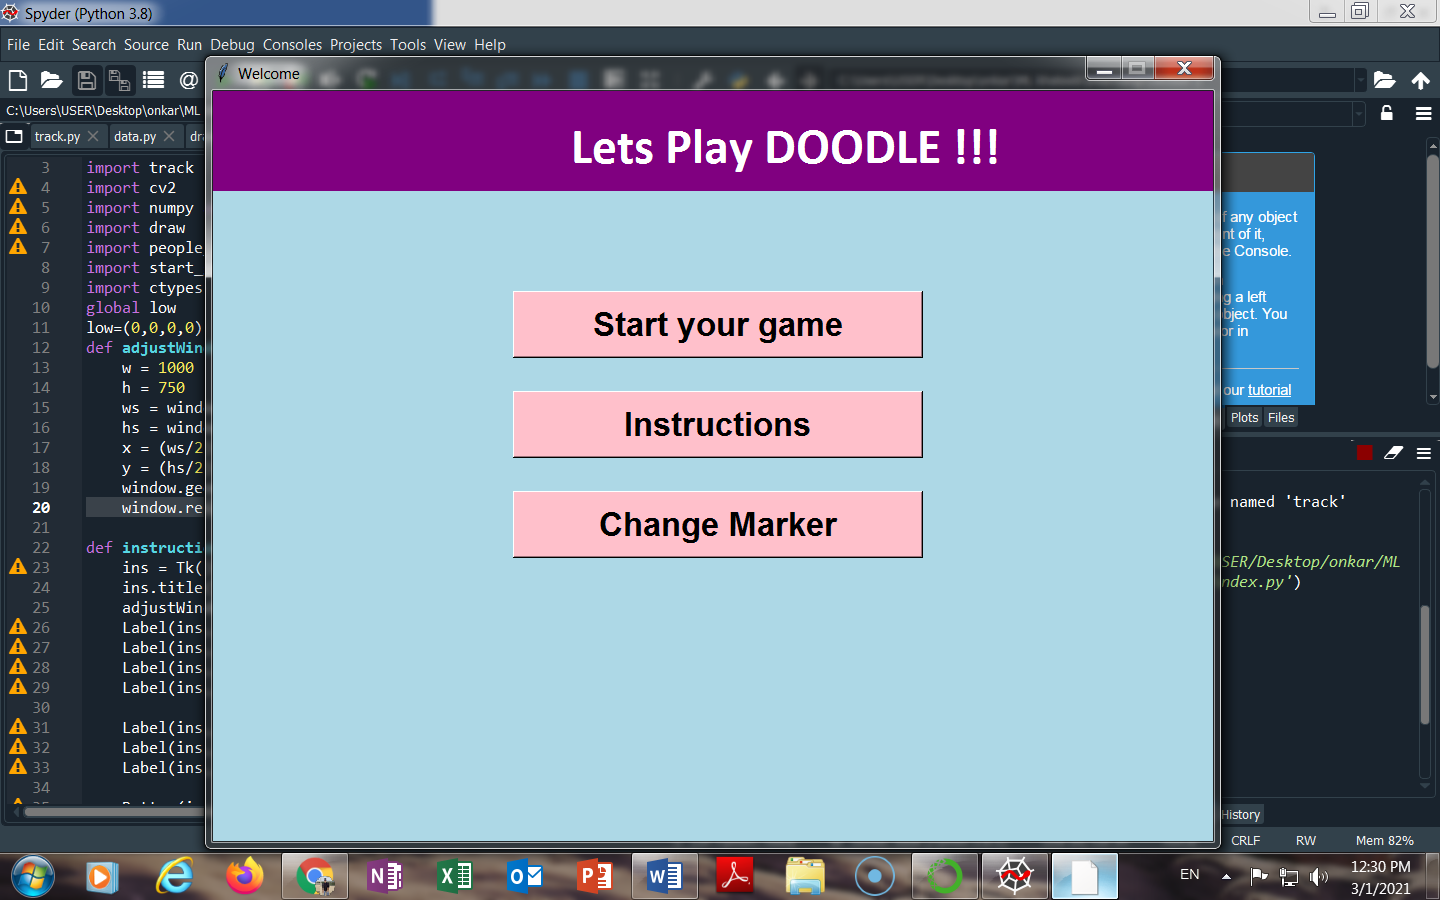 Spyder (Python 3.8)
File Edit Search Source Run Debug Consoles Projects Tools View Help
Welcome
C:\Users\USER\Desktop\onkar\ML
track.py
data.py
Lets Play DOODLE !!!
Start your game
Instructions
Change Marker
3 import track
4 import cv2
5 import numpy
6 import draw
7 import people_
8 import start_
9 import ctypes
10 global low
11 low=(0,0,0,0)
12 def adjustWin
13 w = 1000
14 h = 750
15 ws = wind
16 hs = wind
17 x = (ws/2
18 y = (hs/2
19 window.ge
20 window.re
21
22 def instructi
23 ins = Tk(
24 ins.title
25 adjustWin
26 Label(ins
27 Label(ins
28 Label(ins
29 Label(ins
30
31 Label(ins
32 Label(ins
33 Label(ins
34
f any object
nt of it,
e Console.
g a left
object. You
or in
our tutorial
Plots Files
named 'track'
SER/Desktop/onkar/ML
ndex.py')
History
CRLF RW Mem 82%
EN
12:30 PM
3/1/2021